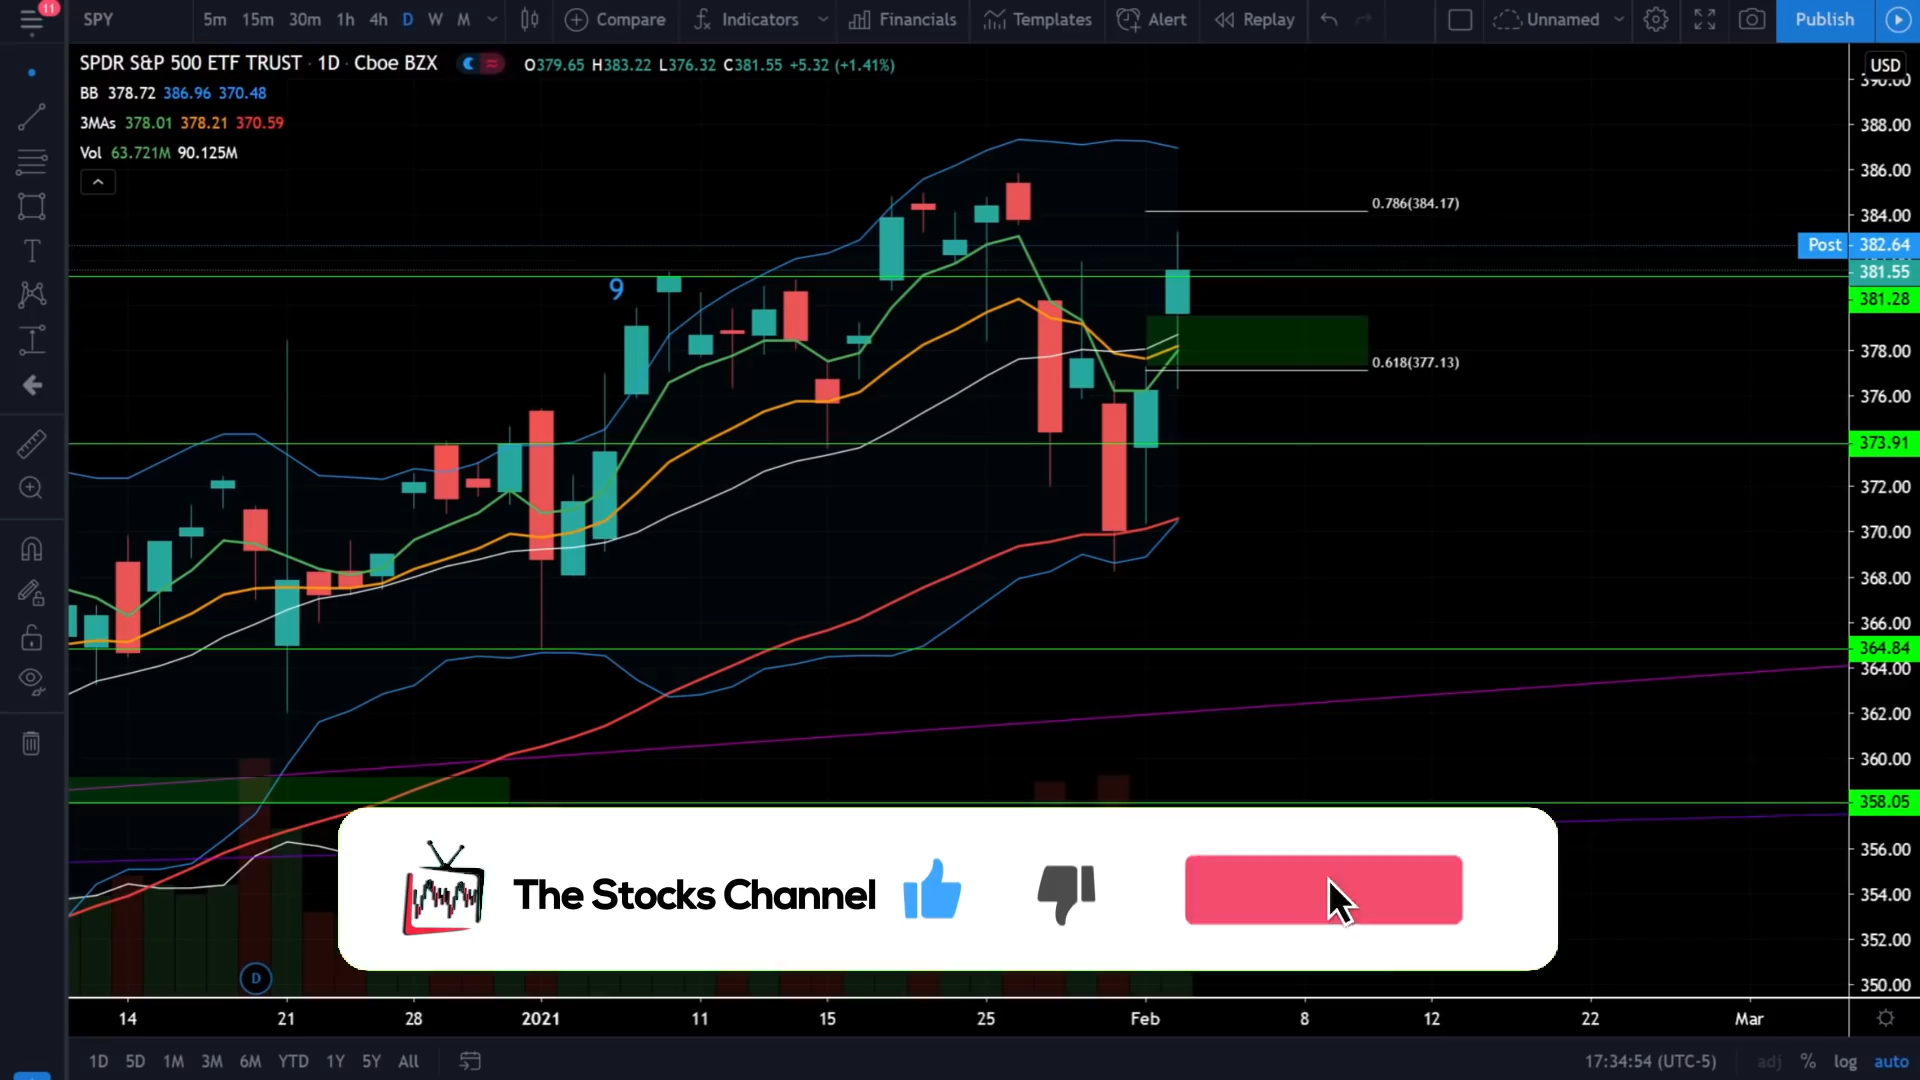 11
SPY 5m 15m 30m 1h 4h D W M Compare Indicators Financials Templates Alert Replay Unnamed Publish
SPDR S&P 500 ETF TRUST · 1D · Cboe BZX O379.65 H383.22 L376.32 C381.55 +5.32 (+1.41%)
USD
BB 378.72 386.96 370.48
3MAs 378.01 378.21 370.59
Vol 63.721M 90.125M
390.00
388.00
386.00
0.786(384.17)
384.00
Post 382.64
381.55
9
381.28
378.00
0.618(377.13)
376.00
373.91
372.00
370.00
368.00
366.00
364.84
364.00
362.00
360.00
358.05
356.00
354.00
352.00
350.00
The Stocks Channel
D
14 21 28 2021 11 15 25 Feb 8 12 22 Mar
1D 5D 1M 3M 6M YTD 1Y 5Y All 17:34:54 (UTC-5) adj % log auto